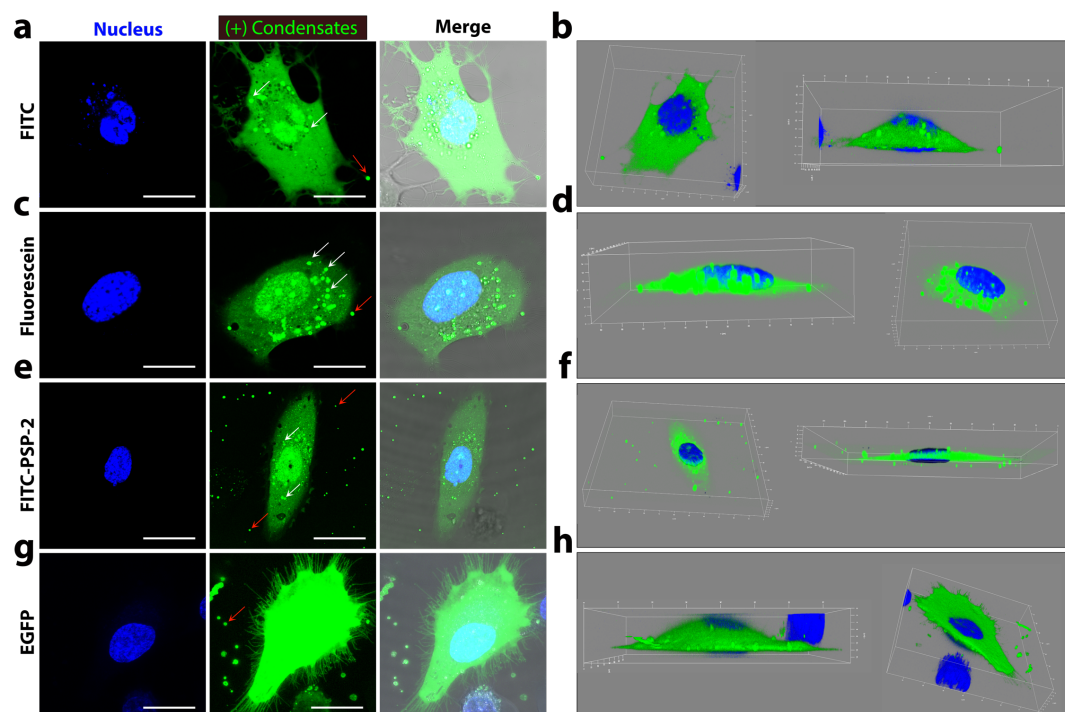 a Nucleus (+) Condensates Merge b
FITC
c d
Fluorescein
e f
FITC-PSP-2
g h
EGFP